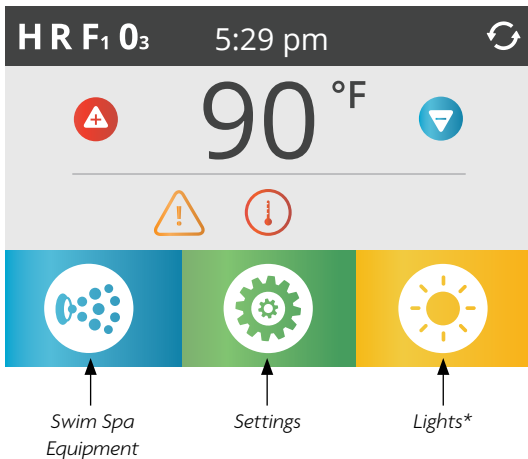 H R F₁ 0₃ 5:29 pm
90 °F
Swim Spa Equipment Settings Lights*